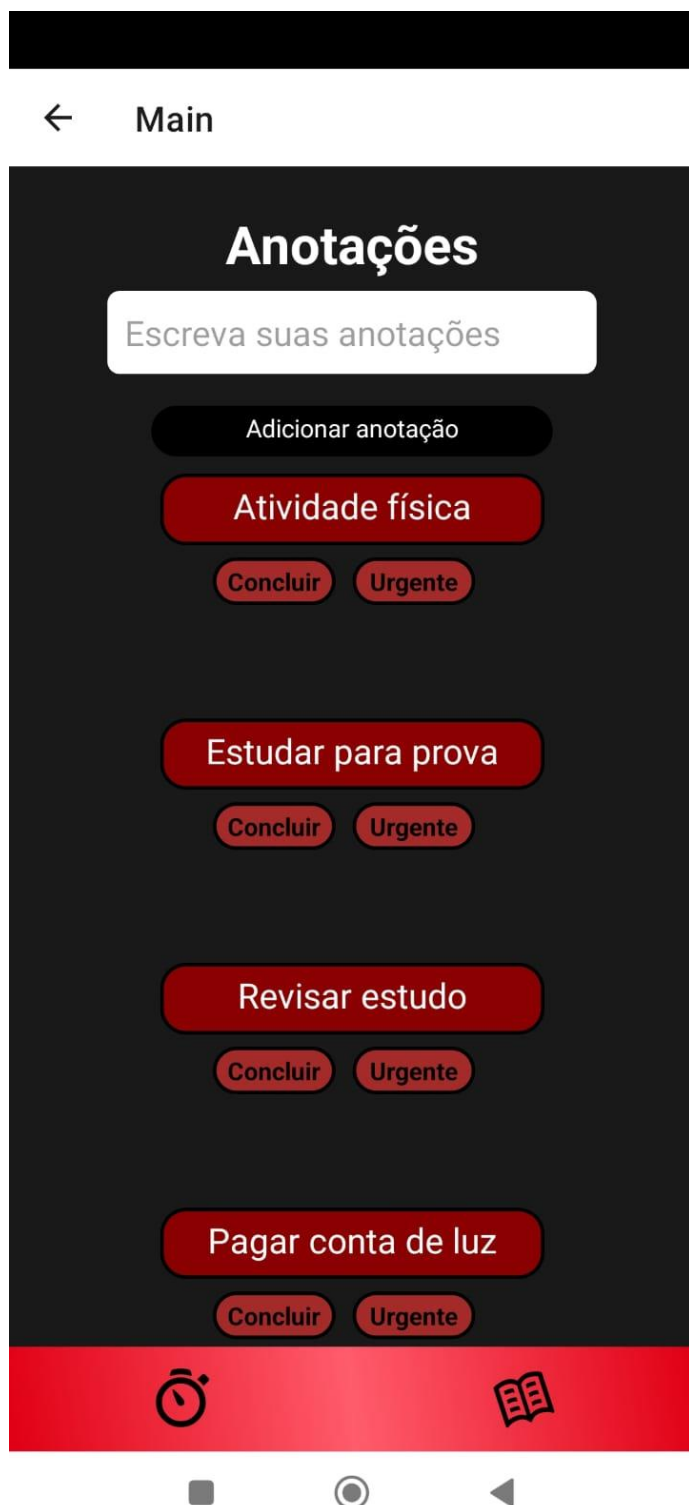 Main
Anotações
Escreva suas anotações
Adicionar anotação
Atividade física
Concluir Urgente
Estudar para prova
Concluir Urgente
Revisar estudo
Concluir Urgente
Pagar conta de luz
Concluir Urgente